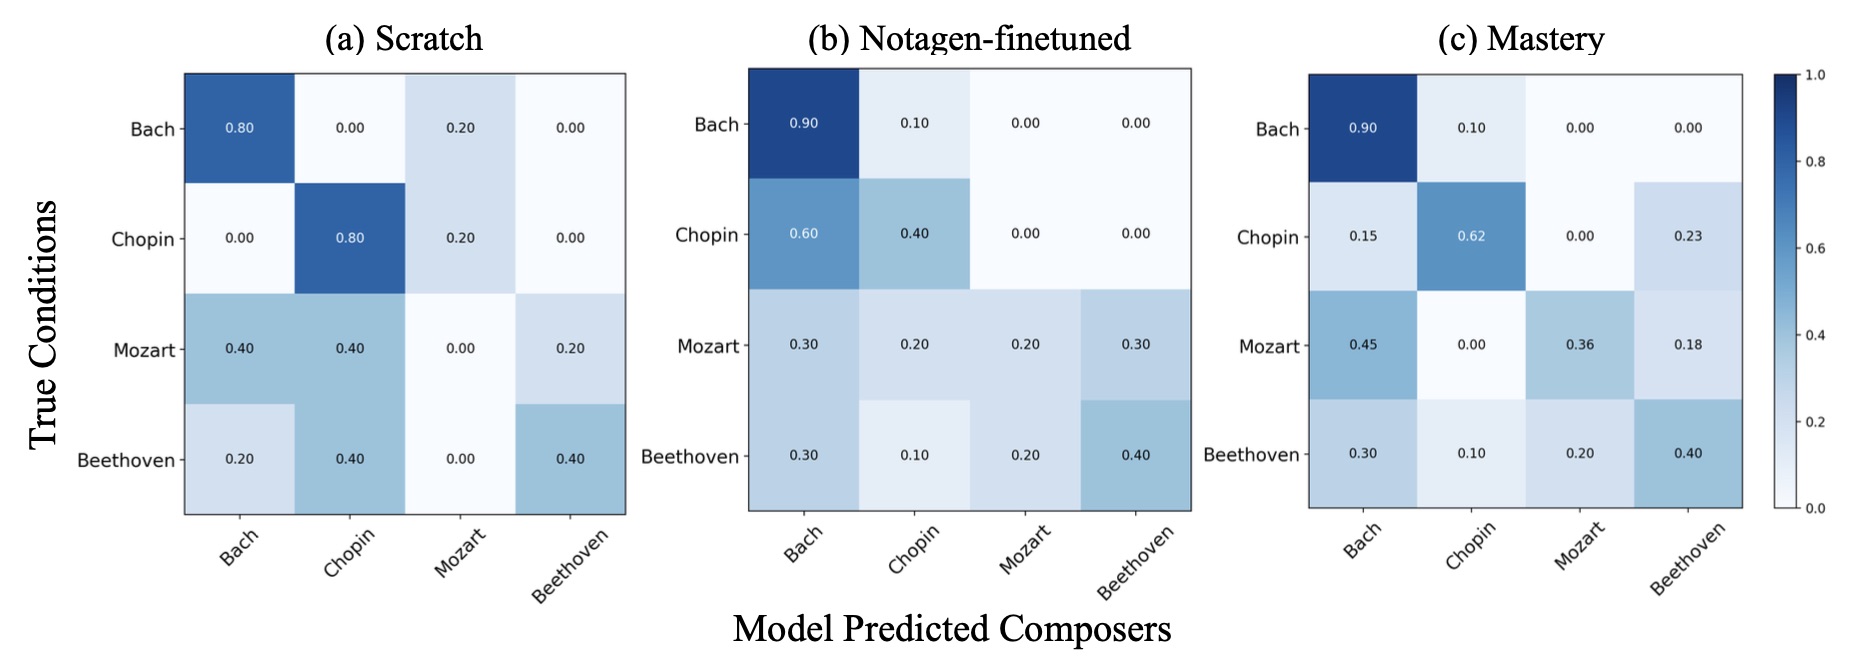 (a) Scratch
(b) Notagen-finetuned
(c) Mastery
True Conditions
Bach
0.80 0.00 0.20 0.00
Chopin
0.00 0.80 0.20 0.00
Mozart
0.40 0.40 0.00 0.20
Beethoven
0.20 0.40 0.00 0.40
Bach Chopin Mozart Beethoven
Bach
0.90 0.10 0.00 0.00
Chopin
0.60 0.40 0.00 0.00
Mozart
0.30 0.20 0.20 0.30
Beethoven
0.30 0.10 0.20 0.40
Bach Chopin Mozart Beethoven
Bach
0.90 0.10 0.00 0.00
Chopin
0.15 0.62 0.00 0.23
Mozart
0.45 0.00 0.36 0.18
Beethoven
0.30 0.10 0.20 0.40
Bach Chopin Mozart Beethoven
1.0
0.8
0.6
0.4
0.2
0.0
Model Predicted Composers